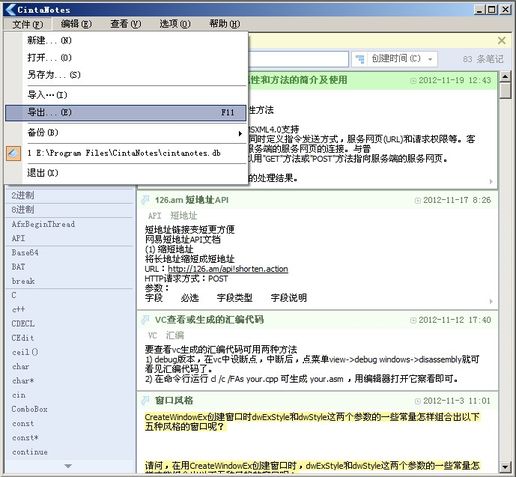 CintaNotes
文件(F) 编辑(E) 查看(V) 选项(O) 帮助(H)
新建...(N)
打开...(O)
另存为...(S)
导入...(I)
导出...(E) F11
备份(B)
1 E:\Program Files\CintaNotes\cintanotes.db
退出(X)
创建时间(C) 83 条笔记
2进制
8进制
AfxBeginThread
API
Base64
BAT
break
C
c++
CDECL
CEdit
ceil()
char
char*
cin
ComboBox
const
const*
continue
性和方法的简介及使用 2012-11-19 12:43
性方法
MSXML4.0支持
同时定义指令发送方式，服务网页(URL)和请求权限等。客
服务器端的服务网页的连接。与普
以用"GET"方法或"POST"方法指向服务端的服务网页。
的处理结果。
126.am 短地址API 2012-11-17 8:26
API 短地址
短地址链接变短更方便
网易短地址API文档
(1) 缩短地址
将长地址缩短成短地址
URL：http://126.am/api!shorten.action
HTTP请求方式：POST
参数：
字段 必选 字段类型 字段说明
VC查看或生成的汇编代码 2012-11-12 17:40
VC 汇编
要查看vc生成的汇编代码可用两种方法
1) debug版本，在vc中设断点，中断后，点菜单view->debug windows->disassembly就可
看见汇编代码了。
2) 在命令行运行 cl /c /FAs your.cpp 可生成 your.asm ，用编辑器打开它察看即可。
窗口风格 2012-11-3 11:01
CreateWindowEx创建窗口时dwExStyle和dwStyle这两个参数的一些常量怎样组合出以下
五种风格的窗口呢？
请问，在用CreateWindowEx创建窗口时，dwExStyle和dwStyle这两个参数的一些常量怎